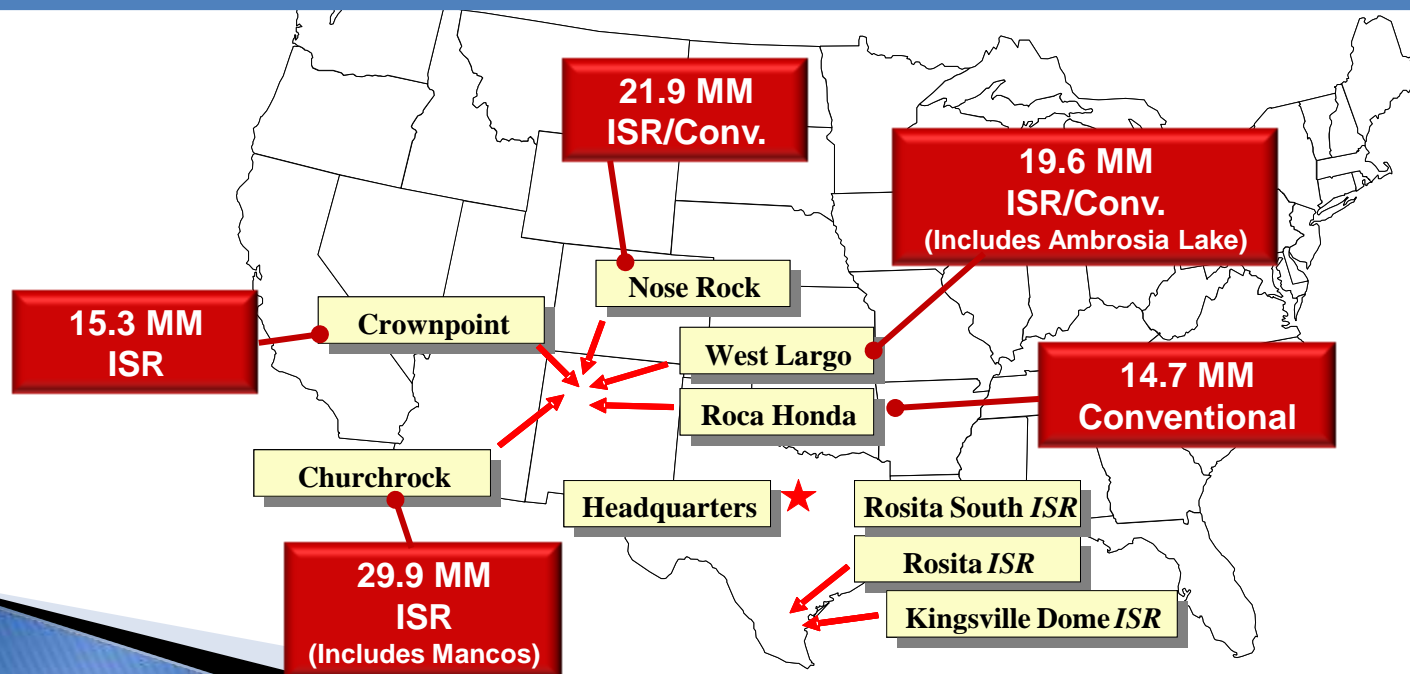 21.9 MM
ISR/Conv.
19.6 MM
ISR/Conv.
(Includes Ambrosia Lake)
Nose Rock
15.3 MM
ISR
Crownpoint
West Largo
14.7 MM
Conventional
Roca Honda
Churchrock
Headquarters
Rosita South ISR
Rosita ISR
29.9 MM
ISR
(Includes Mancos)
Kingsville Dome ISR